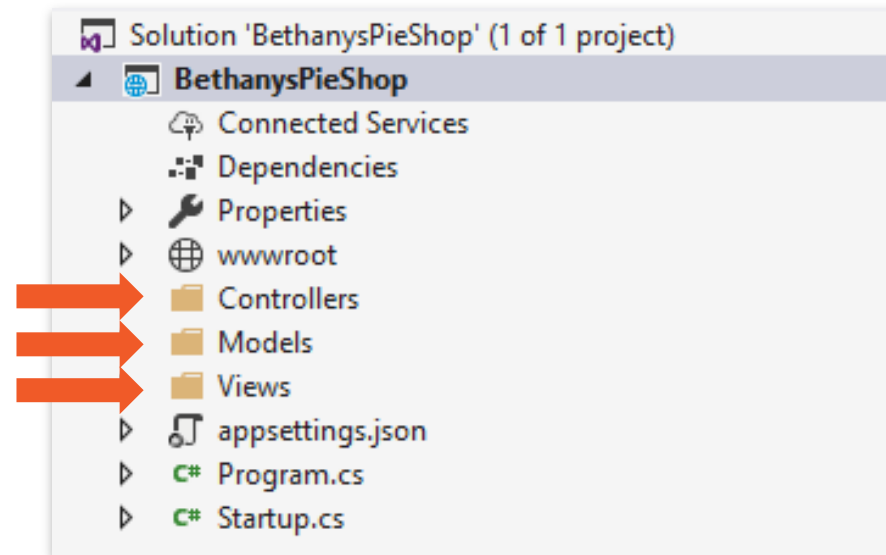 Solution 'BethanysPieShop' (1 of 1 project)
BethanysPieShop
Connected Services
Dependencies
Properties
wwwroot
Controllers
Models
Views
appsettings.json
C# Program.cs
C# Startup.cs